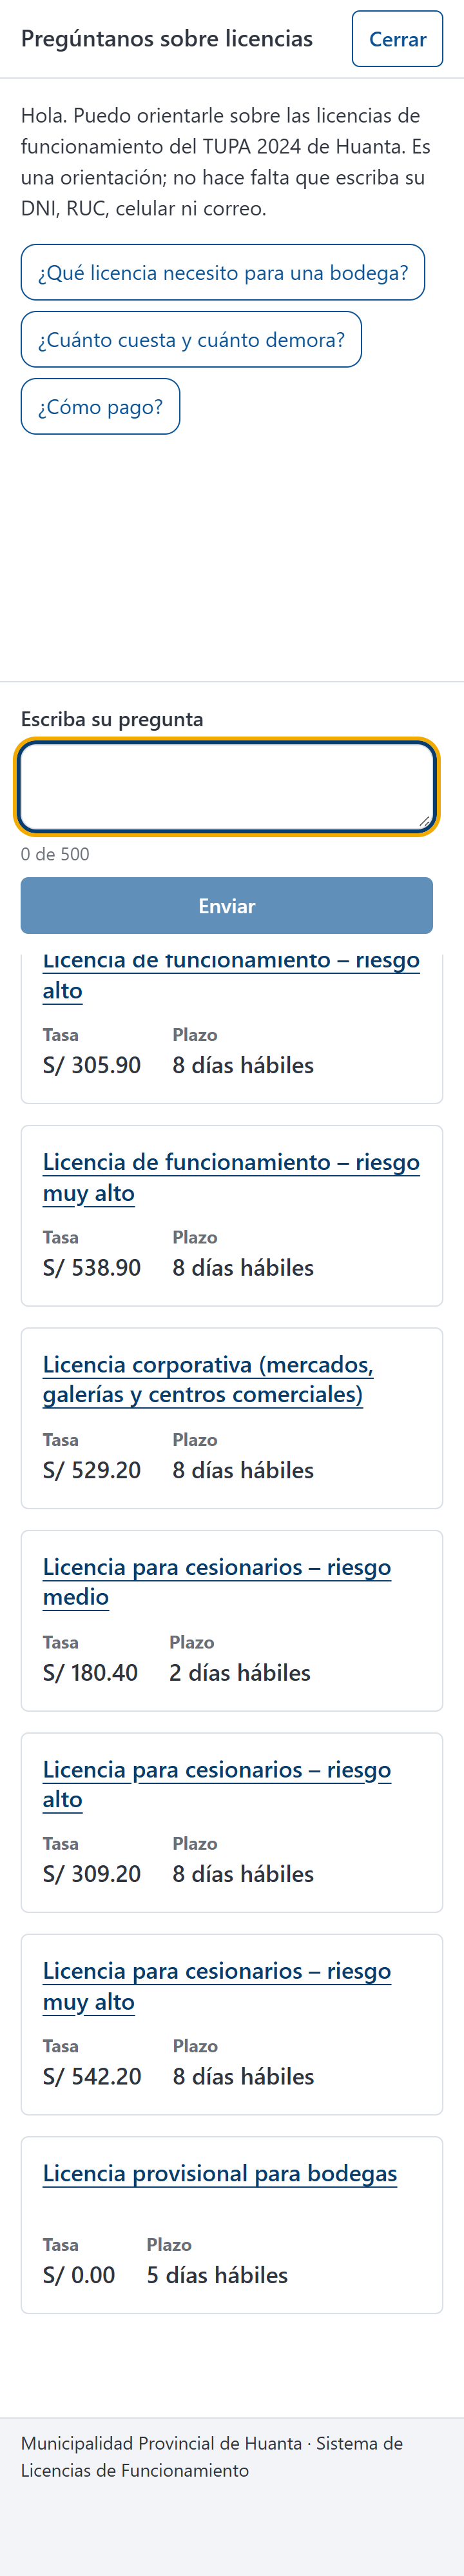 Pregúntanos sobre licencias
Cerrar
Hola. Puedo orientarle sobre las licencias de
funcionamiento del TUPA 2024 de Huanta. Es
una orientación; no hace falta que escriba su
DNI, RUC, celular ni correo.
¿Qué licencia necesito para una bodega?
¿Cuánto cuesta y cuánto demora?
¿Cómo pago?
Escriba su pregunta
0 de 500
Enviar
Licencia de funcionamiento – riesgo
alto
Tasa Plazo
S/ 305.90 8 días hábiles
Licencia de funcionamiento – riesgo
muy alto
Tasa Plazo
S/ 538.90 8 días hábiles
Licencia corporativa (mercados,
galerías y centros comerciales)
Tasa Plazo
S/ 529.20 8 días hábiles
Licencia para cesionarios – riesgo
medio
Tasa Plazo
S/ 180.40 2 días hábiles
Licencia para cesionarios – riesgo
alto
Tasa Plazo
S/ 309.20 8 días hábiles
Licencia para cesionarios – riesgo
muy alto
Tasa Plazo
S/ 542.20 8 días hábiles
Licencia provisional para bodegas
Tasa Plazo
S/ 0.00 5 días hábiles
Municipalidad Provincial de Huanta · Sistema de
Licencias de Funcionamiento